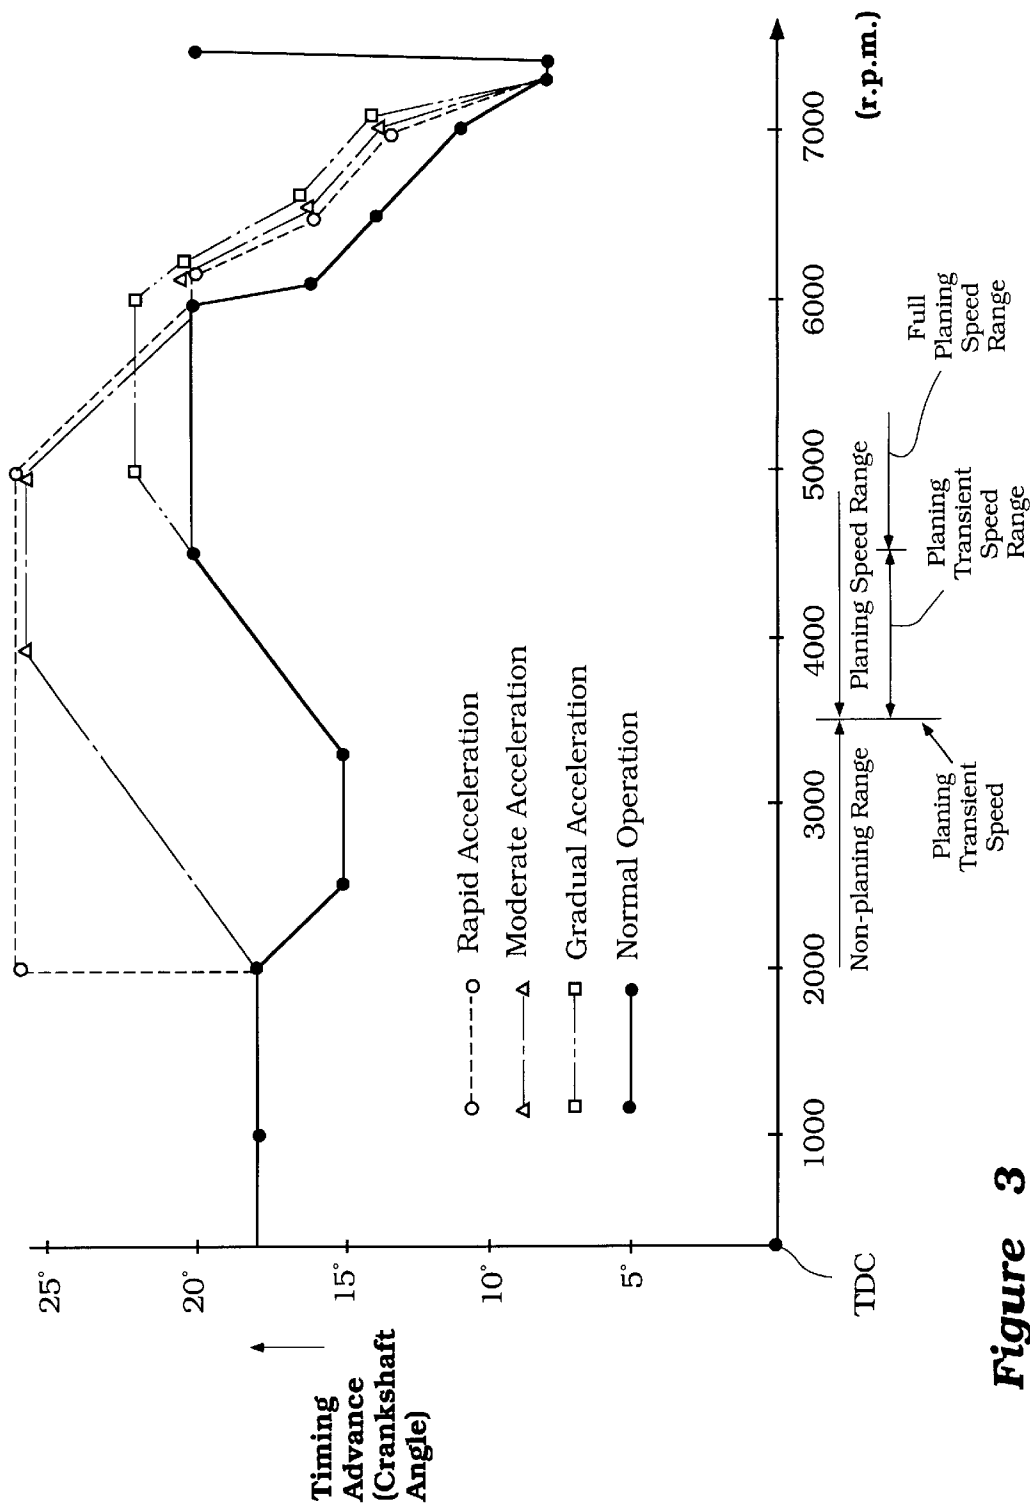 25°
20°
15°
10°
5°
TDC
Timing
Advance
(Crankshaft
Angle)
Rapid Acceleration
Moderate Acceleration
Gradual Acceleration
Normal Operation
1000
2000
3000
4000
5000
6000
7000
(r.p.m.)
Non-planing Range
Planing Speed Range
Planing
Transient
Speed
Planing
Transient
Speed
Range
Full
Planing
Speed
Range
Figure 3